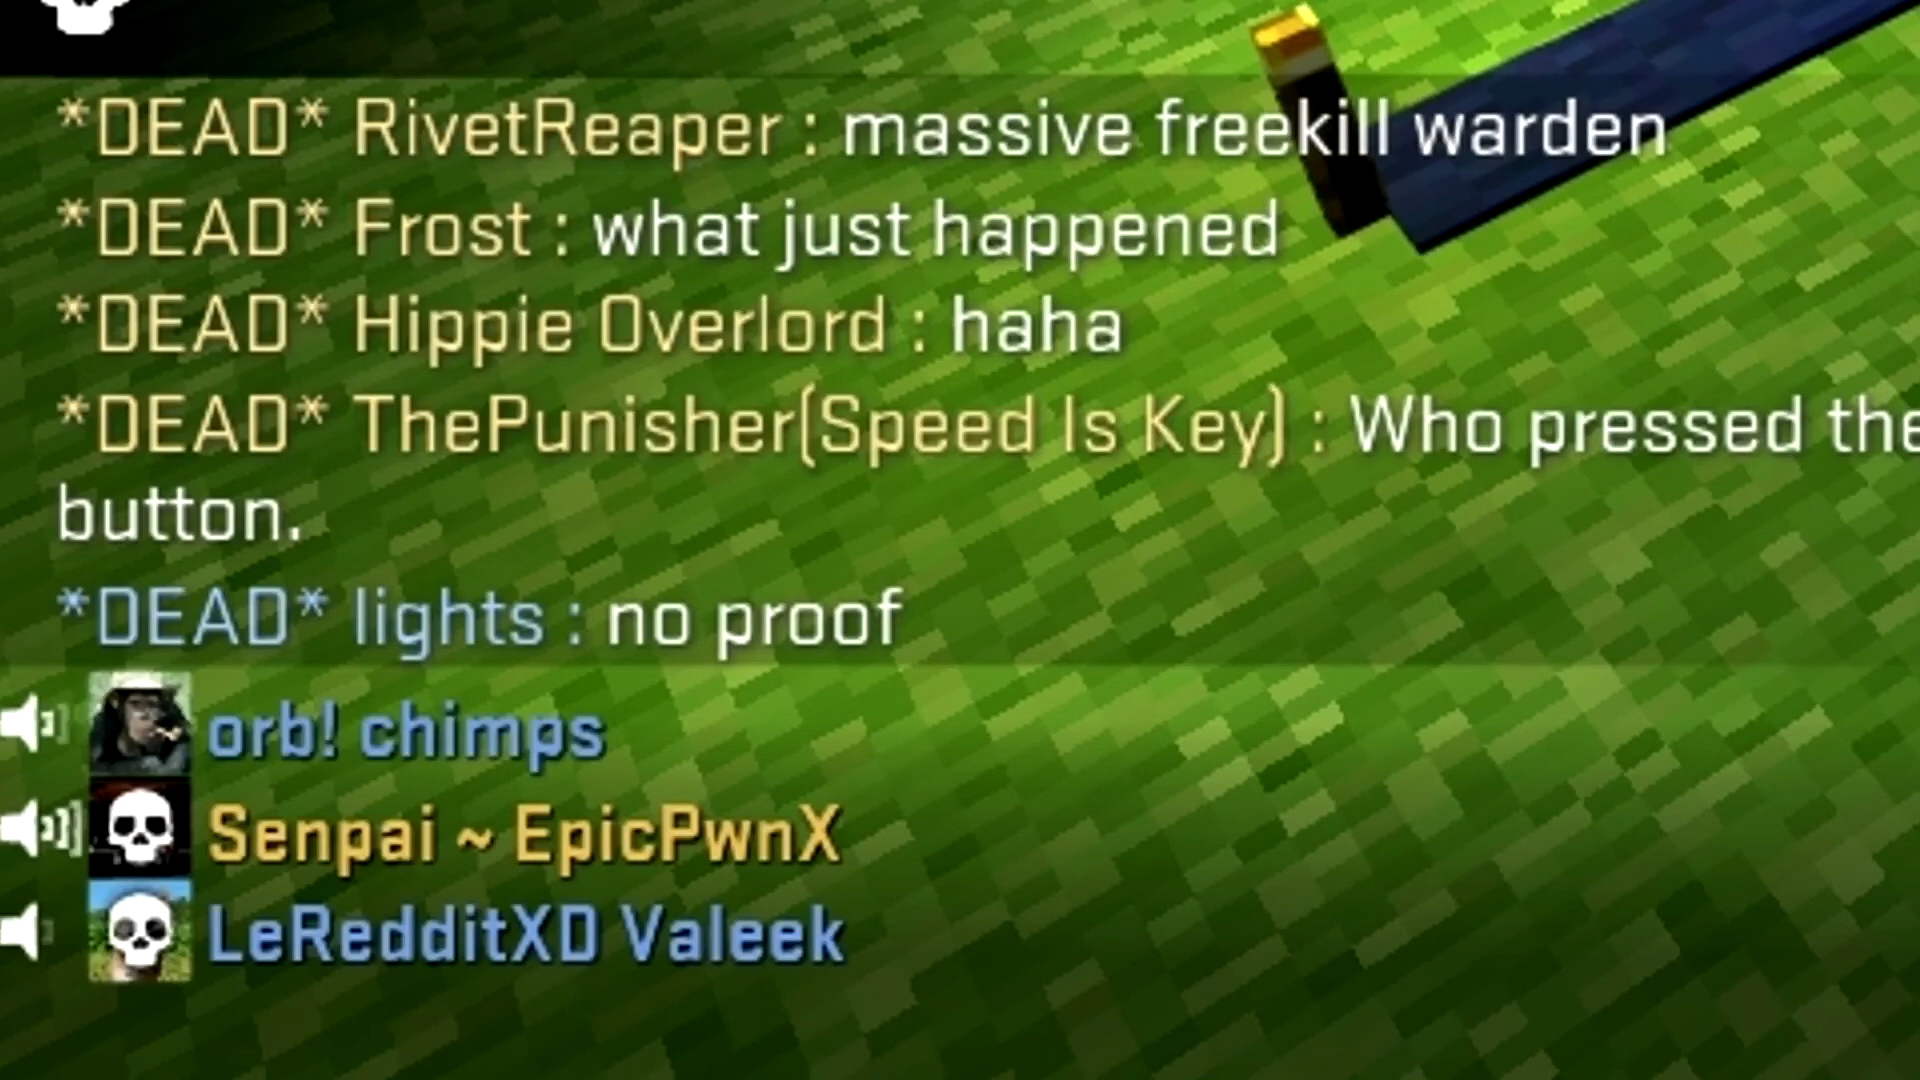 *DEAD* RivetReaper : massive freekill warden
*DEAD* Frost : what just happened
*DEAD* Hippie Overlord : haha
*DEAD* ThePunisher(Speed Is Key) : Who pressed the
button.
*DEAD* lights : no proof
orb! chimps
Senpai ~ EpicPwnX
LeRedditXD Valeek